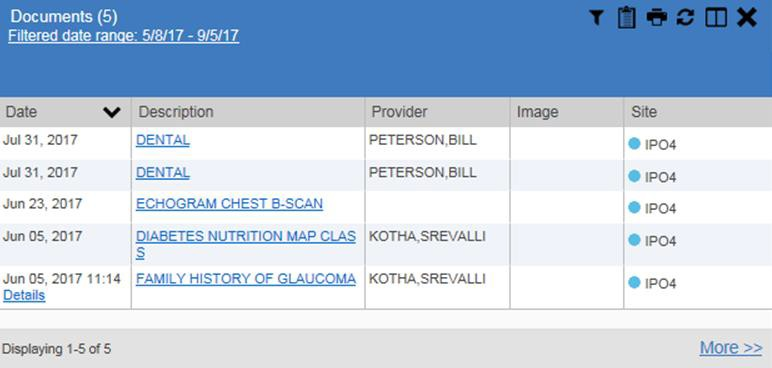 Documents (5)
Filtered date range: 5/8/17 - 9/5/17
Date Description Provider Image Site
Jul 31, 2017 DENTAL PETERSON,BILL IPO4
Jul 31, 2017 DENTAL PETERSON,BILL IPO4
Jun 23, 2017 ECHOGRAM CHEST B-SCAN IPO4
Jun 05, 2017 DIABETES NUTRITION MAP CLAS KOTHA,SREVALLI IPO4
S
Jun 05, 2017 11:14 FAMILY HISTORY OF GLAUCOMA KOTHA,SREVALLI IPO4
Details
Displaying 1-5 of 5 More >>